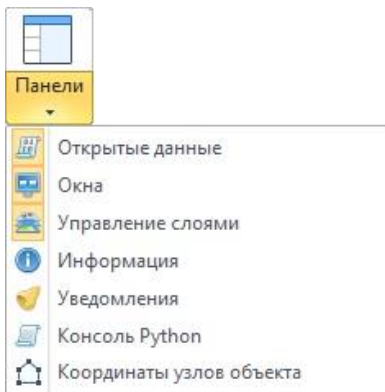 Панели
Открытые данные
Окна
Управление слоями
Информация
Уведомления
Консоль Python
Координаты узлов объекта